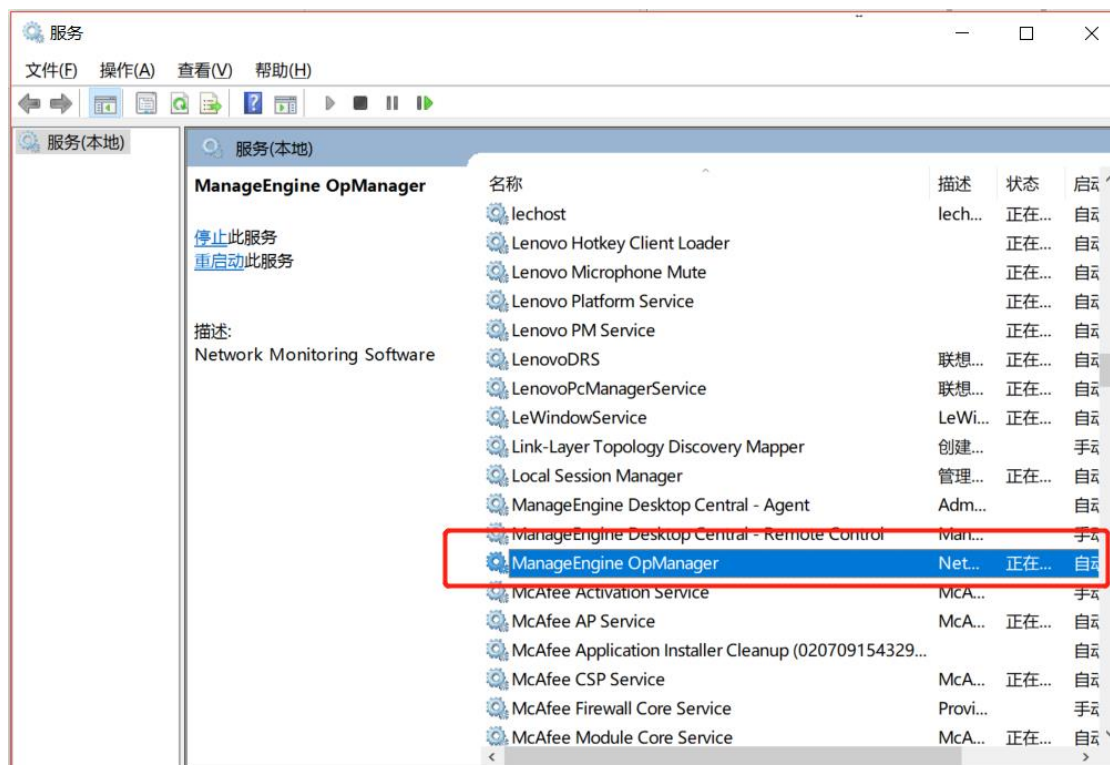 服务
文件(F) 操作(A) 查看(V) 帮助(H)
服务(本地)
服务(本地)
ManageEngine OpManager
停止此服务
重启动此服务
描述:
Network Monitoring Software
名称 描述 状态
lechost lech... 正在...
Lenovo Hotkey Client Loader 正在...
Lenovo Microphone Mute 正在...
Lenovo Platform Service 正在...
Lenovo PM Service 正在...
LenovoDRS 联想... 正在...
LenovoPcManagerService 联想... 正在...
LeWindowService LeWi... 正在...
Link-Layer Topology Discovery Mapper 创建...
Local Session Manager 管理... 正在...
ManageEngine Desktop Central - Agent Adm...
ManageEngine Desktop Central - Remote Control Man...
ManageEngine OpManager Net... 正在...
McAfee Activation Service McA...
McAfee AP Service McA... 正在...
McAfee Application Installer Cleanup (020709154329...
McAfee CSP Service McA... 正在...
McAfee Firewall Core Service Provi...
McAfee Module Core Service McA... 正在...